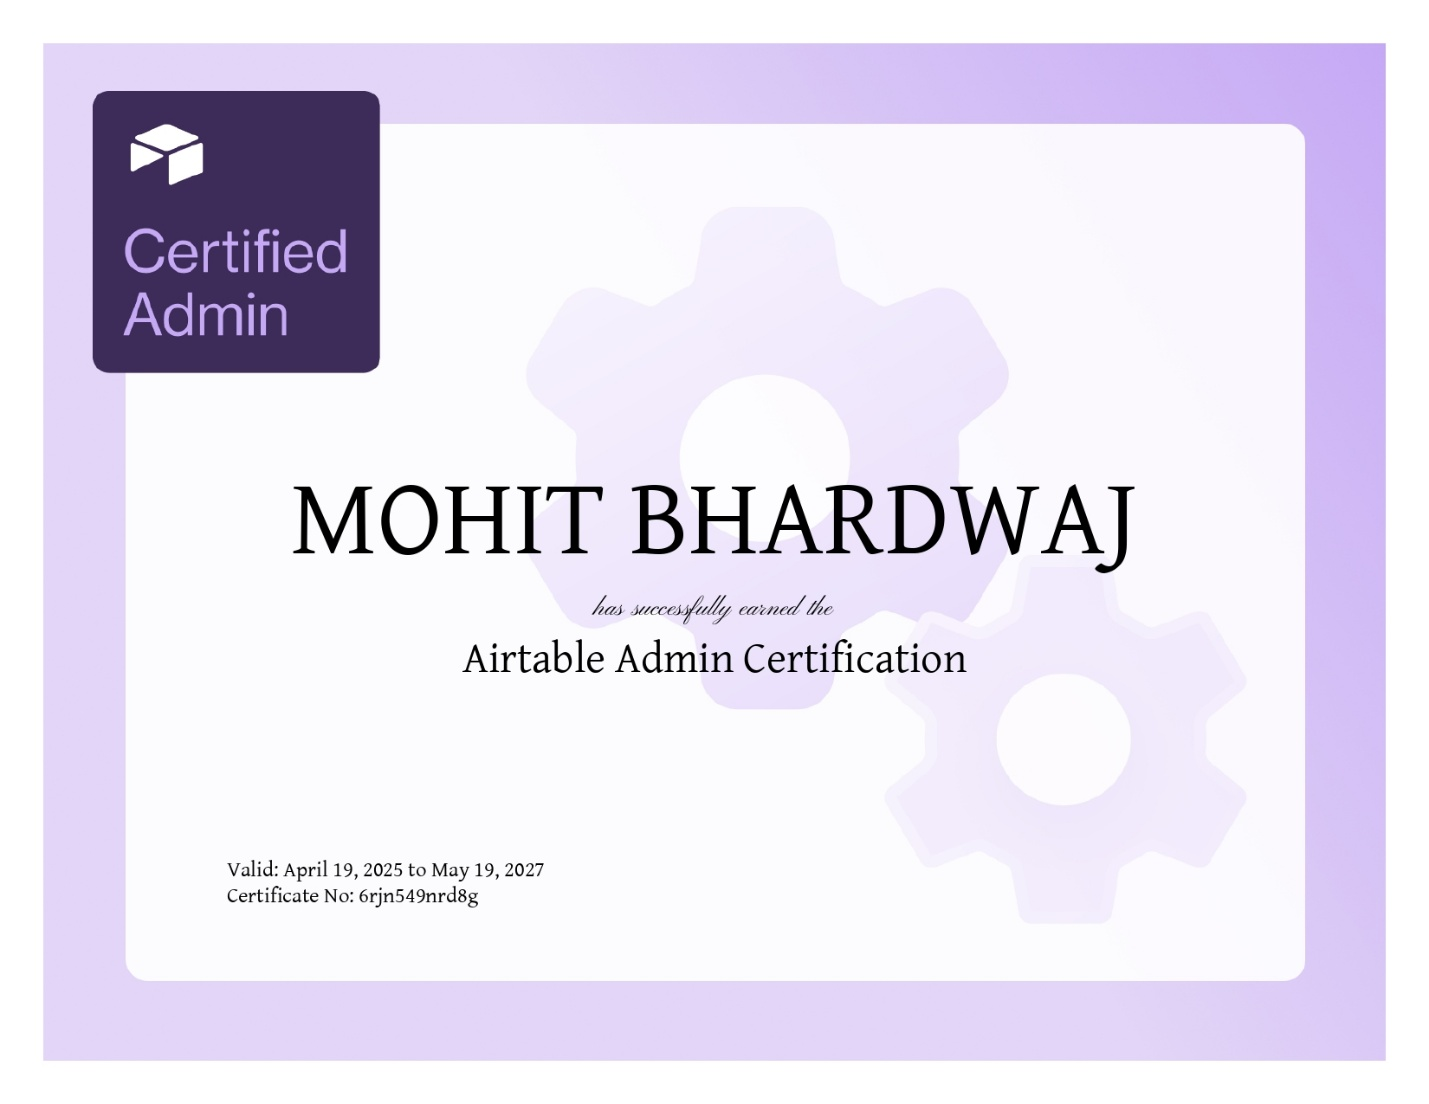 Certified
Admin
MOHIT BHARDWAJ
has successfully earned the
Airtable Admin Certification
Valid: April 19, 2025 to May 19, 2027
Certificate No: 6rjn549nrd8g